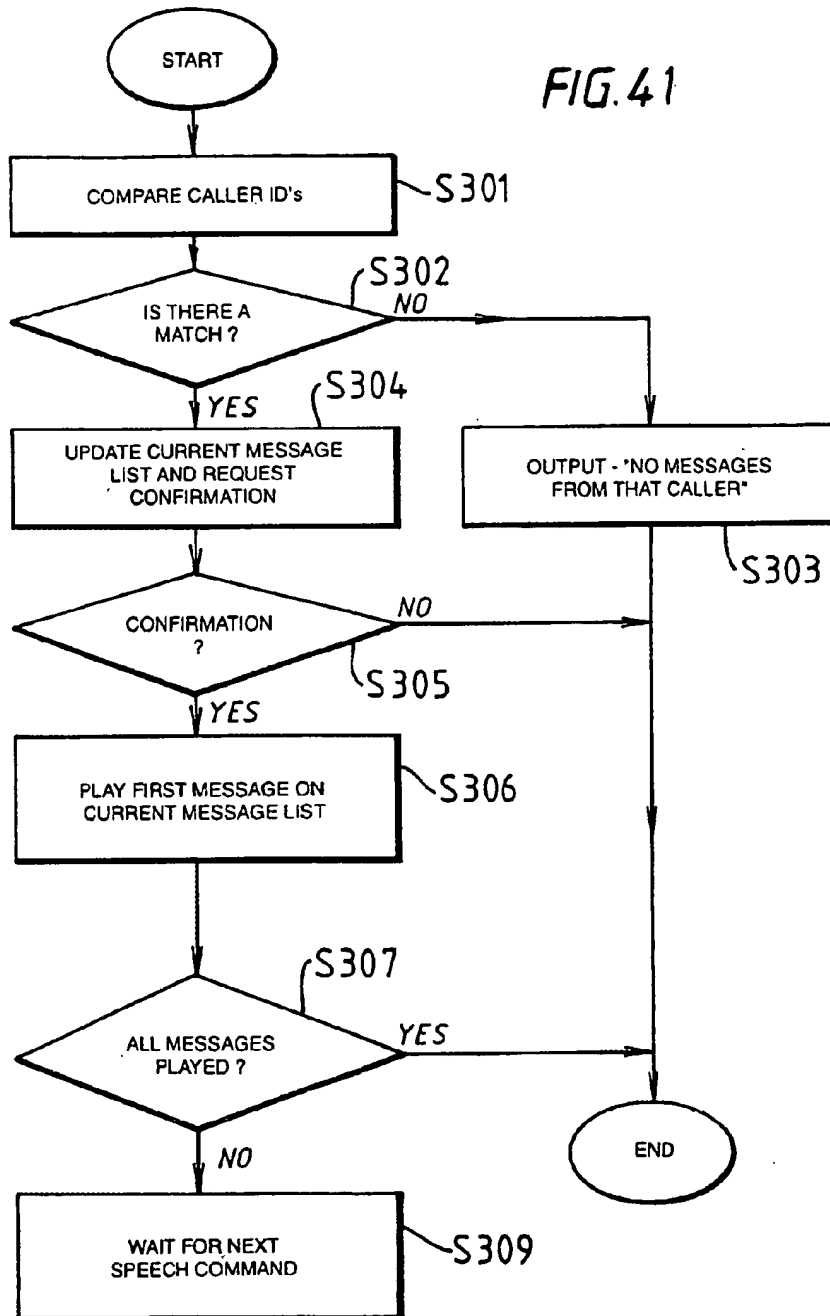 START
FIG. 41
COMPARE CALLER ID's
S301
IS THERE A
MATCH ?
S302
NO
YES
S304
UPDATE CURRENT MESSAGE
LIST AND REQUEST
CONFIRMATION
OUTPUT - "NO MESSAGES
FROM THAT CALLER"
S303
CONFIRMATION
?
NO
S305
YES
PLAY FIRST MESSAGE ON
CURRENT MESSAGE LIST
S306
S307
ALL MESSAGES
PLAYED ?
YES
END
NO
WAIT FOR NEXT
SPEECH COMMAND
S309